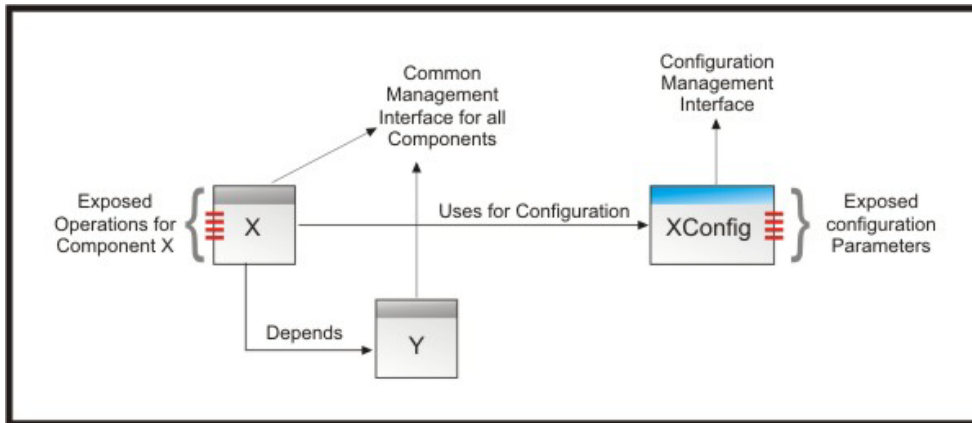 Common
Management
Interface for all
Components
Configuration
Management
Interface
Exposed
Operations for
Component X
X
Uses for Configuration
XConfig
Exposed
configuration
Parameters
Depends
Y